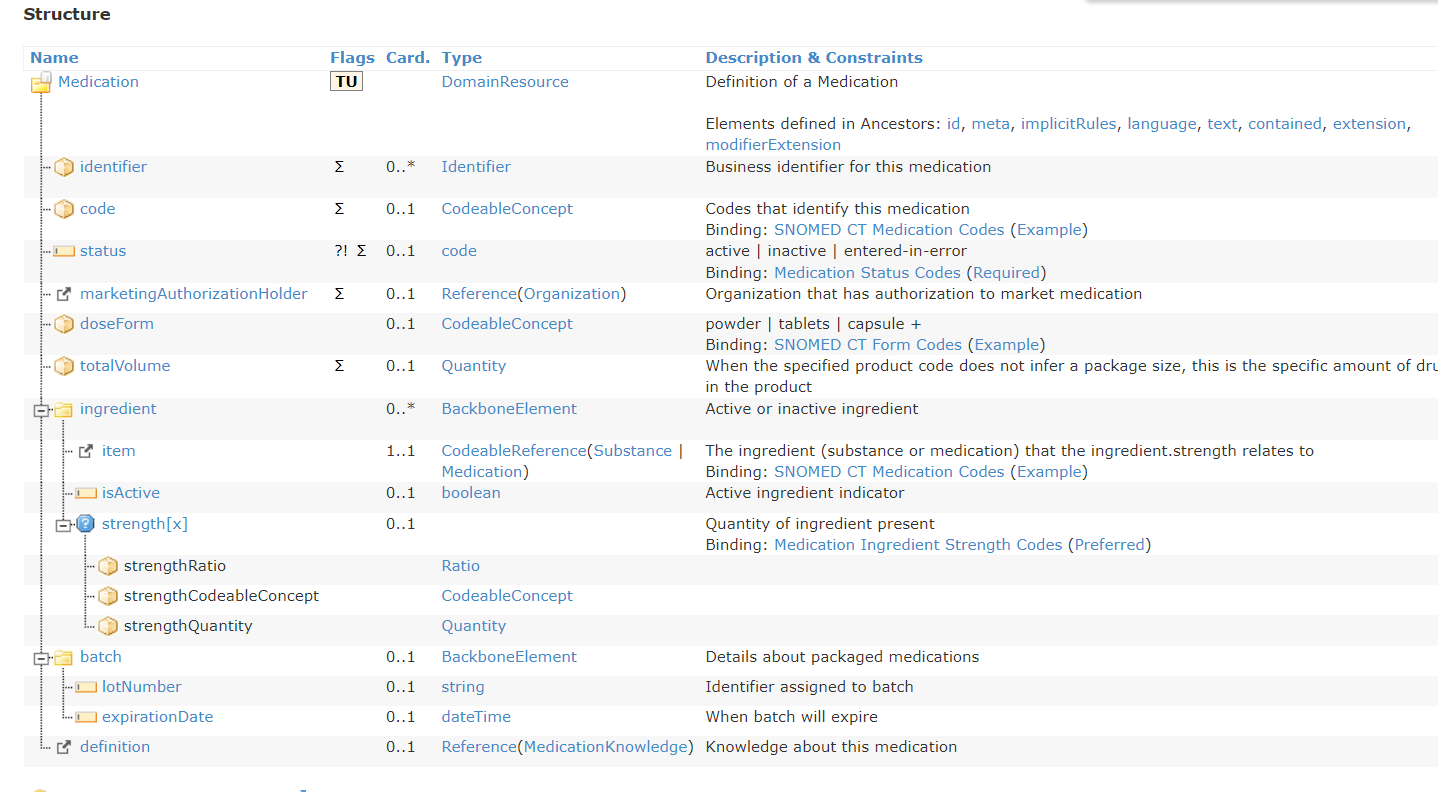 Structure
Name Flags Card. Type Description & Constraints
Medication TU DomainResource Definition of a Medication
Elements defined in Ancestors: id, meta, implicitRules, language, text, contained, extension,
modifierExtension
identifier Σ 0..* Identifier Business identifier for this medication
code Σ 0..1 CodeableConcept Codes that identify this medication
Binding: SNOMED CT Medication Codes (Example)
status ?! Σ 0..1 code active | inactive | entered-in-error
Binding: Medication Status Codes (Required)
marketingAuthorizationHolder Σ 0..1 Reference(Organization) Organization that has authorization to market medication
doseForm 0..1 CodeableConcept powder | tablets | capsule +
Binding: SNOMED CT Form Codes (Example)
totalVolume Σ 0..1 Quantity When the specified product code does not infer a package size, this is the specific amount of
in the product
ingredient 0..* BackboneElement Active or inactive ingredient
item 1..1 CodeableReference(Substance | The ingredient (substance or medication) that the ingredient.strength relates to
Medication) Binding: SNOMED CT Medication Codes (Example)
isActive 0..1 boolean Active ingredient indicator
strength[x] 0..1 Quantity of ingredient present
Binding: Medication Ingredient Strength Codes (Preferred)
strengthRatio Ratio
strengthCodeableConcept CodeableConcept
strengthQuantity Quantity
batch 0..1 BackboneElement Details about packaged medications
lotNumber 0..1 string Identifier assigned to batch
expirationDate 0..1 dateTime When batch will expire
definition 0..1 Reference(MedicationKnowledge) Knowledge about this medication